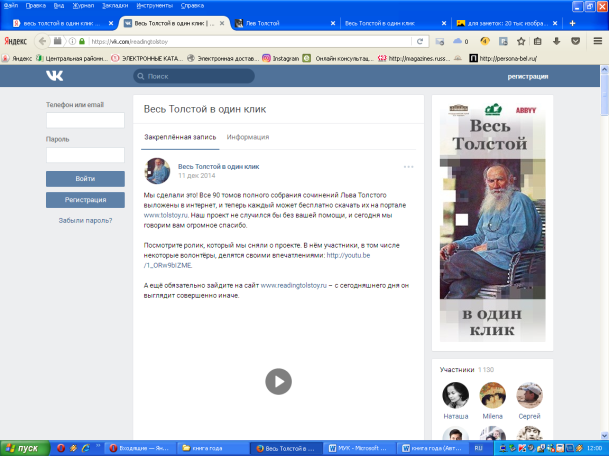 Файл Правка Вид Журнал Закладки Инструменты Справка
весь толстой в один клик ...
Весь Толстой в один клик | ...
Лев Толстой
Весь Толстой в один клик
для заметок: 20 тыс изобра...
Яндекс
https://vk.com/readingtolstoy
Поиск
Яндекс
Центральная районн...
ЭЛЕКТРОННЫЕ КАТА...
Электронная достав...
Instagram
Онлайн консультац...
http://magazines.russ...
http://persona-bel.ru/
Поиск
регистрация
Телефон или email
Пароль
Войти
Регистрация
Забыли пароль?
Весь Толстой в один клик
Закреплённая запись
Информация
Весь Толстой в один клик
11 дек 2014
Мы сделали это! Все 90 томов полного собрания сочинений Льва Толстого
выложены в интернет, и теперь каждый может бесплатно скачать их на портале
www.tolstoy.ru. Наш проект не случился бы без вашей помощи, и сегодня мы
говорим вам огромное спасибо.
Посмотрите ролик, который мы сняли о проекте. В нём участники, в том числе
некоторые волонтёры, делятся своими впечатлениями: http://youtu.be
/1_ORw9bIZME.
А ещё обязательно зайдите на сайт www.readingtolstoy.ru – с сегодняшнего дня он
выглядит совершенно иначе.
ABBYY
Весь
Толстой
в один
клик
Участники 1 130
Наташа
Milena
Сергей
пуск
Входящие — Ян...
книга года
Весь Толстой в о...
МУК - Microsoft ...
книга года (Авт...
RU
12:00